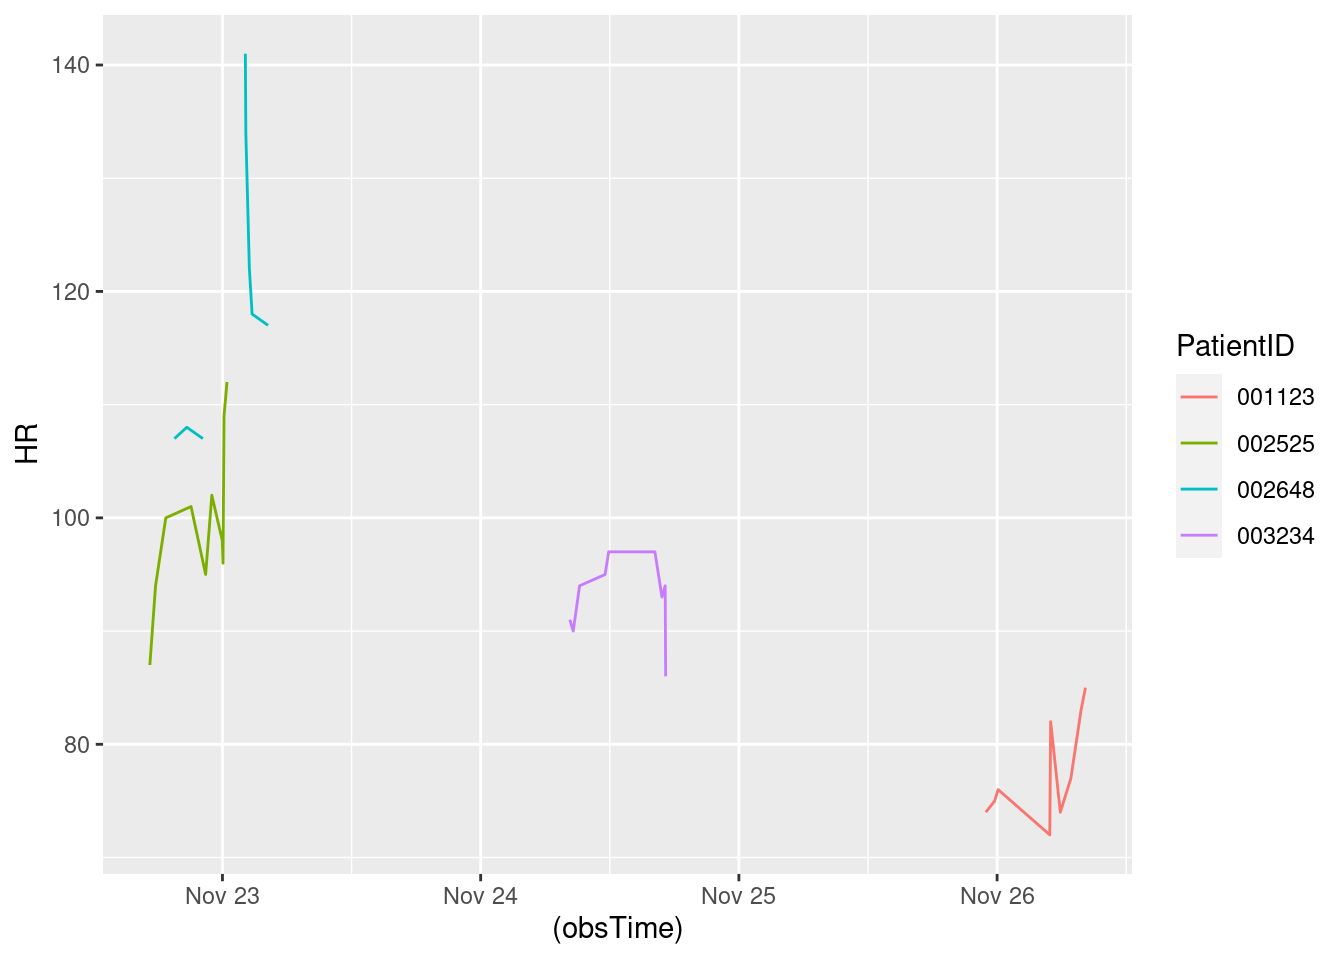 140
120
100
80
HR
Nov 23
Nov 24
Nov 25
Nov 26
(obsTime)
PatientID
001123
002525
002648
003234